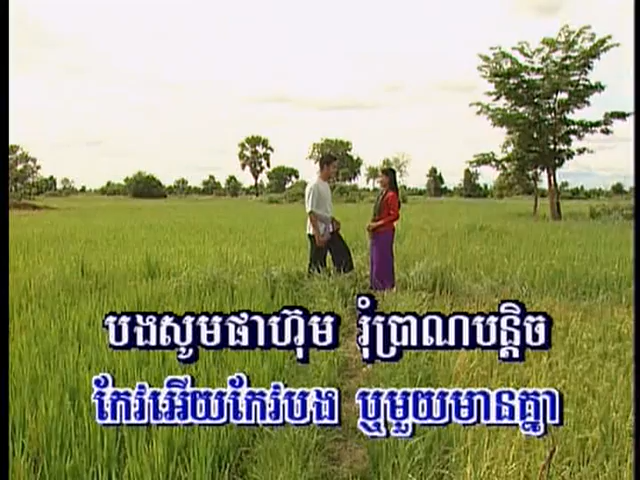 បងសូមផាហ៊ុម រុំប្រាណបន្តិច
កែវអើយកែវបង ឬមួយមានគ្នា